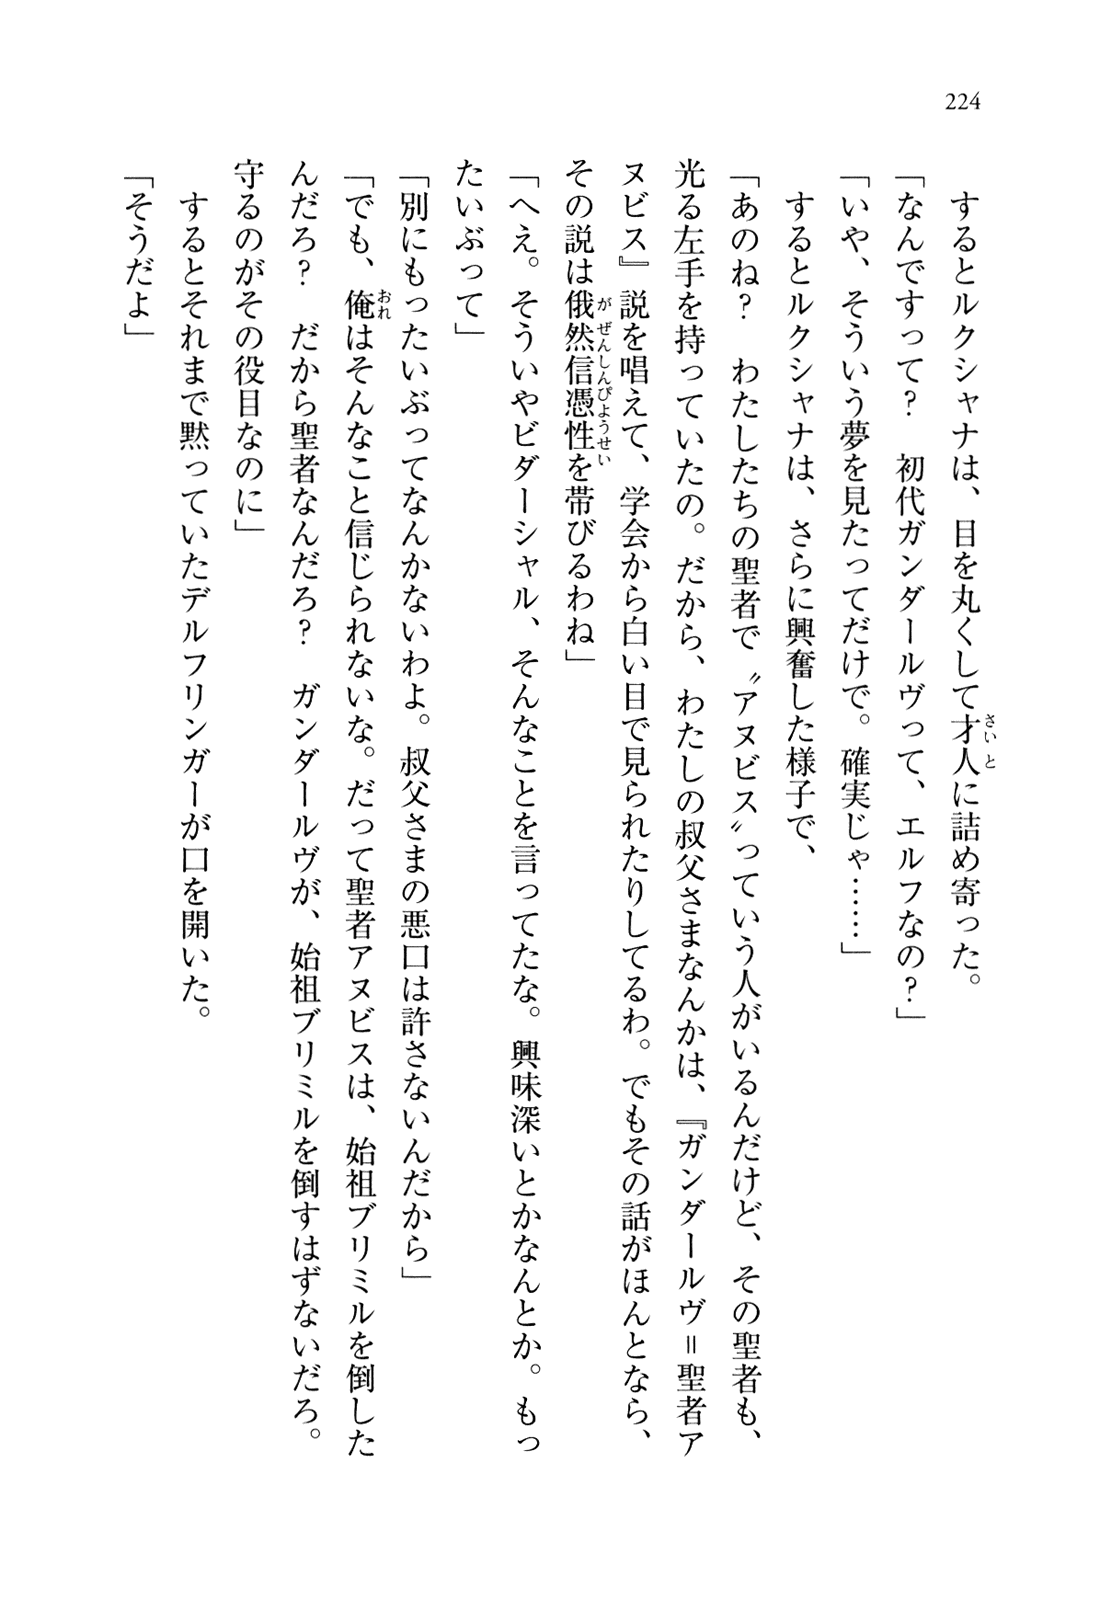 224
　するとルクシャナは、目を丸くして才人に詰め寄った。
「なんですって？　初代ガンダールヴって、エルフなの？」
「いや、そういう夢を見たってだけで。確実じゃ……」
　するとルクシャナは、さらに興奮した様子で、
「あのね？　わたしたちの聖者で〝アヌビス〟っていう人がいるんだけど、その聖者も、
光る左手を持っていたの。だから、わたしの叔父さまなんかは、『ガンダールヴ＝聖者ア
ヌビス』説を唱えて、学会から白い目で見られたりしてるわ。でもその話がほんとなら、
その説は俄然信憑性を帯びるわね」
「へえ。そういやビダーシャル、そんなことを言ってたな。興味深いとかなんとか。もっ
たいぶって」
「別にもったいぶってなんかないわよ。叔父さまの悪口は許さないんだから」
「でも、俺はそんなこと信じられないな。だって聖者アヌビスは、始祖ブリミルを倒した
んだろ？　だから聖者なんだろ？　ガンダールヴが、始祖ブリミルを倒すはずないだろ。
守るのがその役目なのに」
　するとそれまで黙っていたデルフリンガーが口を開いた。
「そうだよ」